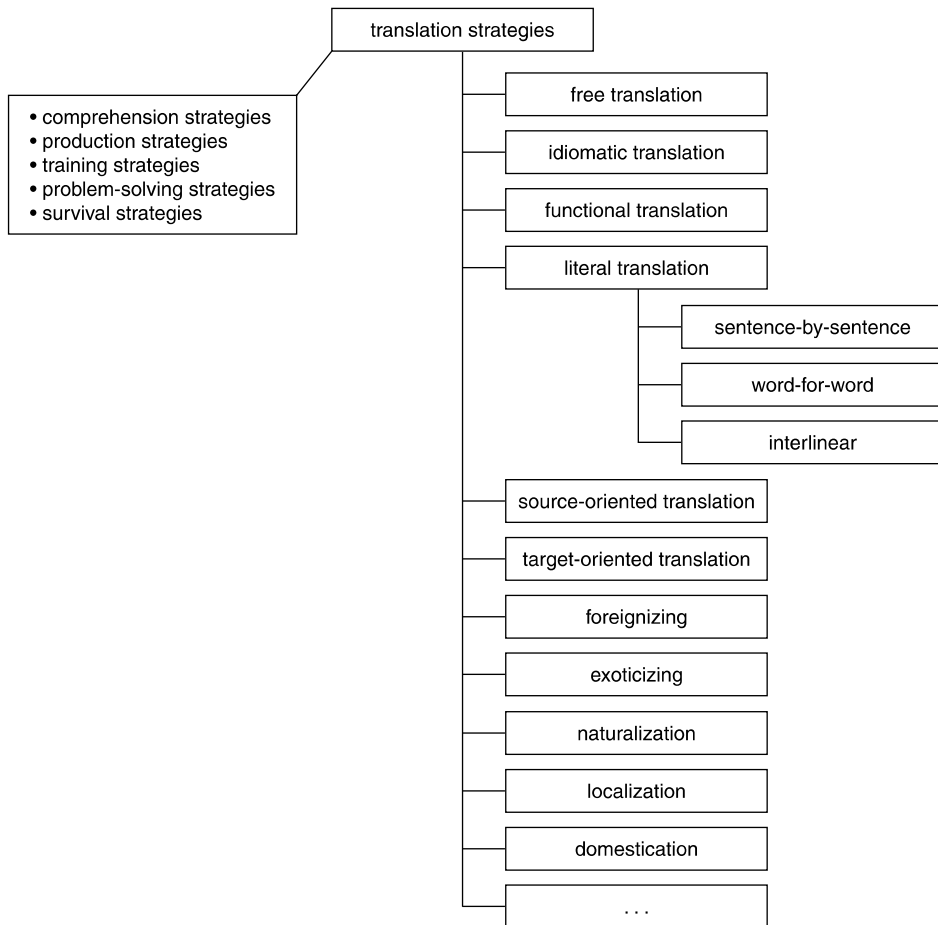 translation strategies
• comprehension strategies
• production strategies
• training strategies
• problem-solving strategies
• survival strategies
free translation
idiomatic translation
functional translation
literal translation
sentence-by-sentence
word-for-word
interlinear
source-oriented translation
target-oriented translation
foreignizing
exoticizing
naturalization
localization
domestication
. . .